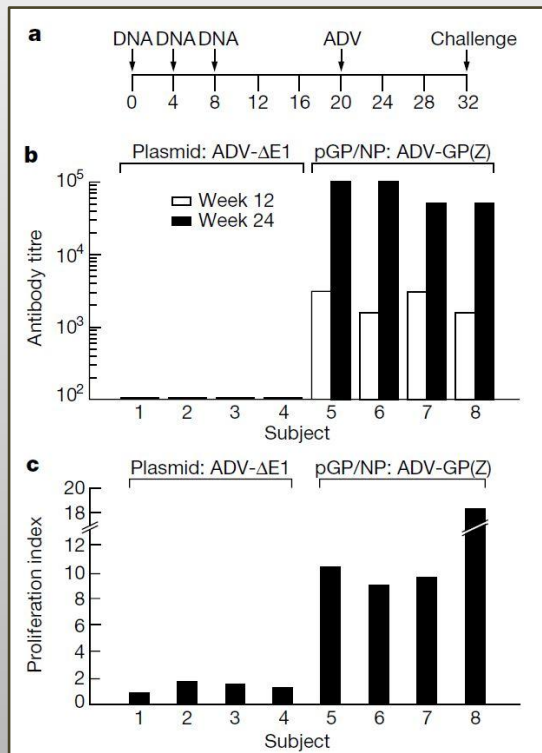 a
DNA DNA DNA ADV Challenge
0 4 8 12 16 20 24 28 32
b
Plasmid: ADV-ΔE1 pGP/NP: ADV-GP(Z)
Week 12
Week 24
Antibody titre
10⁵
10⁴
10³
10²
1 2 3 4 5 6 7 8
Subject
c
Plasmid: ADV-ΔE1 pGP/NP: ADV-GP(Z)
Proliferation index
20
18
12
10
8
6
4
2
0
1 2 3 4 5 6 7 8
Subject